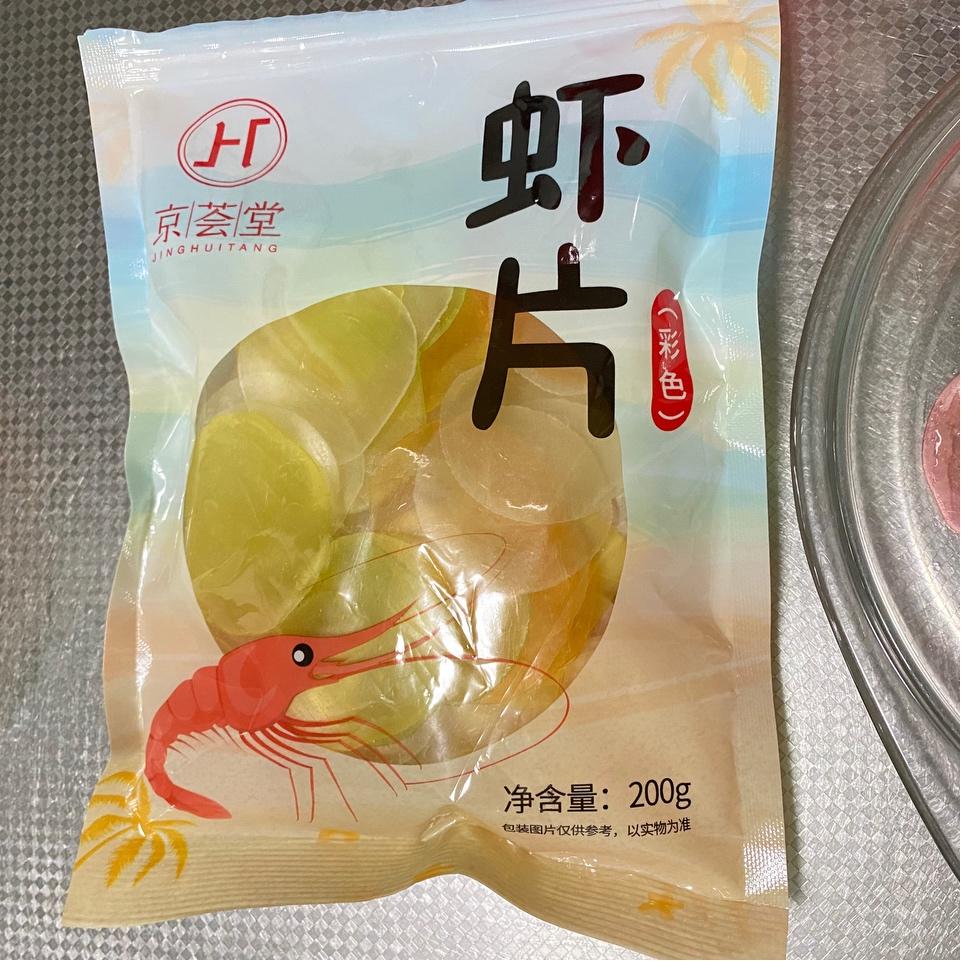 京荟堂
JINGHUITANG
虾片
(彩色)
净含量：200g
包装图片仅供参考，以实物为准